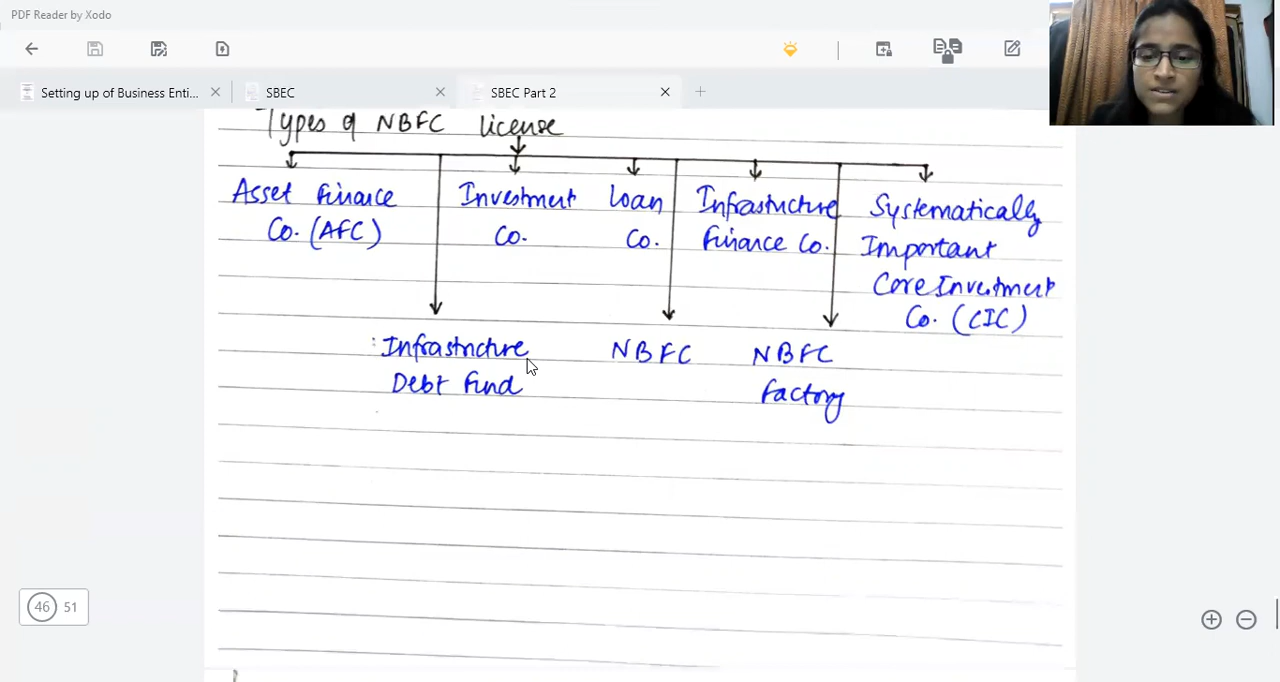 PDF Reader by Xodo
Setting up of Business Enti...
SBEC
SBEC Part 2
Types of NBFC license
Asset Finance
Co. (AFC)
Investment
Co.
Loan
Co.
Infrastructure
Finance Co.
Systematically
Important
Core Investment
Co. (CIC)
Infrastructure
Debt Fund
NBFC
NBFC
Factory
46 51